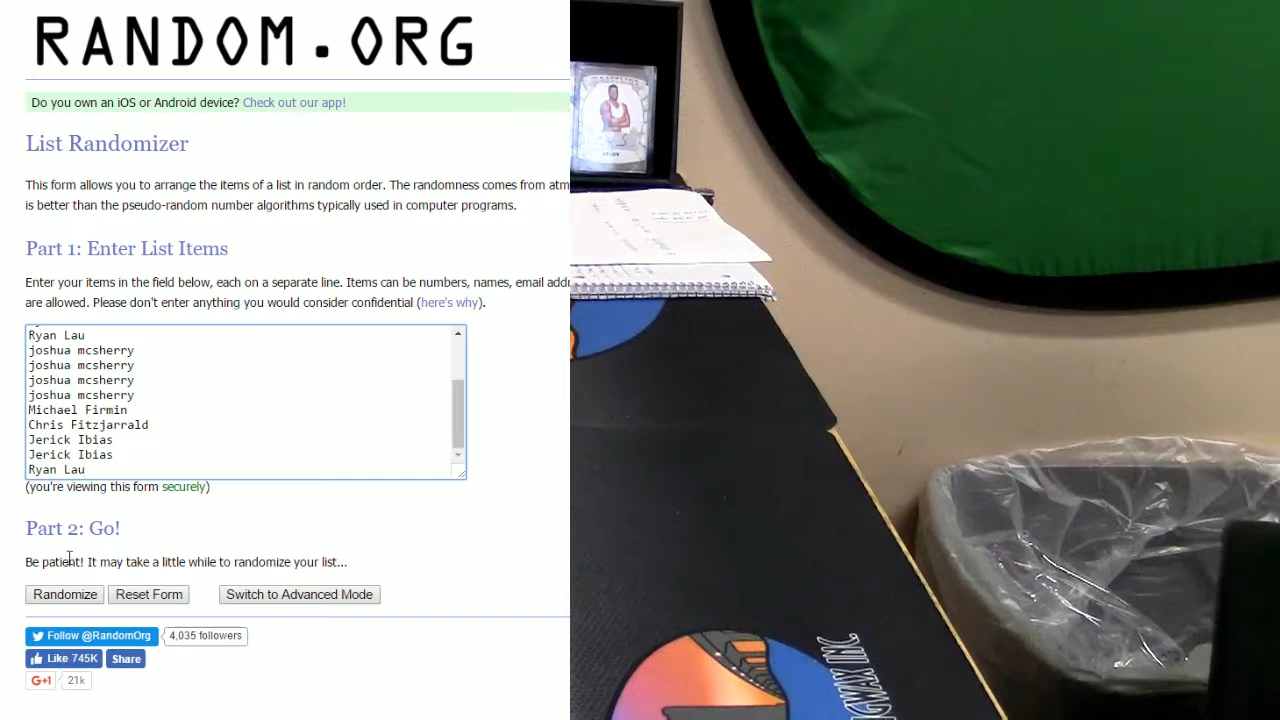 RANDOM.ORG
Do you own an iOS or Android device? Check out our app!
List Randomizer
This form allows you to arrange the items of a list in random order. The randomness comes from atm
is better than the pseudo-random number algorithms typically used in computer programs.
Part 1: Enter List Items
Enter your items in the field below, each on a separate line. Items can be numbers, names, email addr
are allowed. Please don't enter anything you would consider confidential (here's why).
Ryan Lau
joshua mcsherry
joshua mcsherry
joshua mcsherry
joshua mcsherry
Michael Firmin
Chris Fitzjarrald
Jerick Ibias
Jerick Ibias
Ryan Lau
(you're viewing this form securely)
Part 2: Go!
Be patient! It may take a little while to randomize your list...
Randomize Reset Form Switch to Advanced Mode
Follow @RandomOrg 4,035 followers
Like 745K Share
G+1 21k
GWAX INC